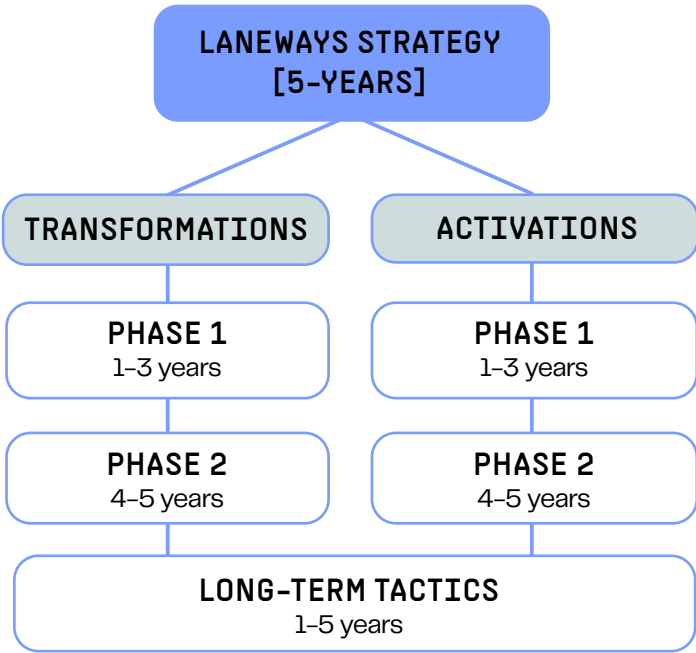 LANEWAYS STRATEGY
[5-YEARS]
TRANSFORMATIONS
ACTIVATIONS
PHASE 1
1–3 years
PHASE 1
1–3 years
PHASE 2
4–5 years
PHASE 2
4–5 years
LONG-TERM TACTICS
1–5 years